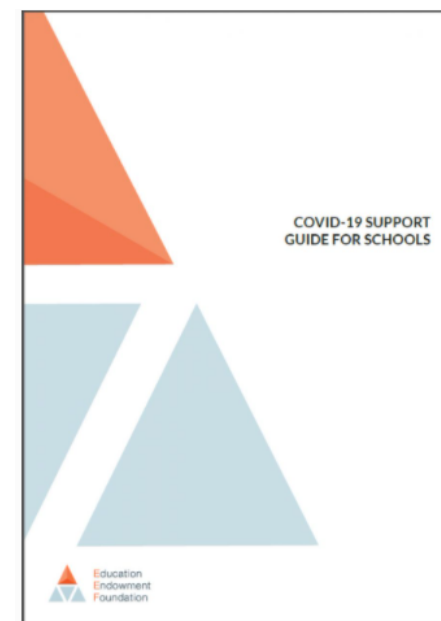 COVID-19 SUPPORT
GUIDE FOR SCHOOLS
Education
Endowment
Foundation